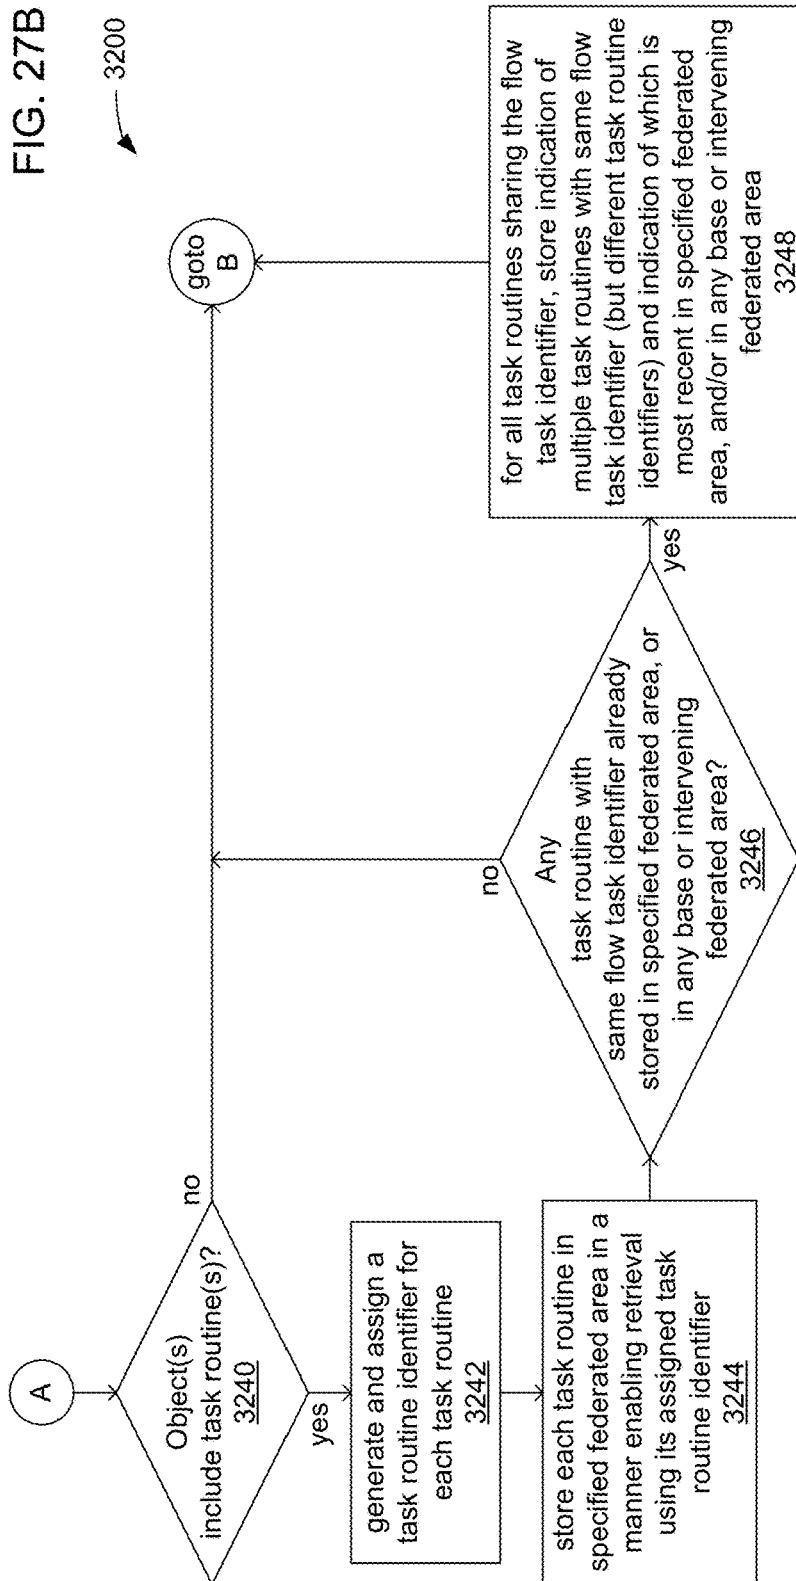 FIG. 27B
3200
A
Object(s)
include task routine(s)?
3240
no
yes
generate and assign a
task routine identifier for
each task routine
3242
store each task routine in
specified federated area in a
manner enabling retrieval
using its assigned task
routine identifier
3244
Any
task routine with
same flow task identifier already
stored in specified federated area, or
in any base or intervening
federated area?
3246
no
yes
for all task routines sharing the flow
task identifier, store indication of
multiple task routines with same flow
task identifier (but different task routine
identifiers) and indication of which is
most recent in specified federated
area, and/or in any base or intervening
federated area
3248
goto
B